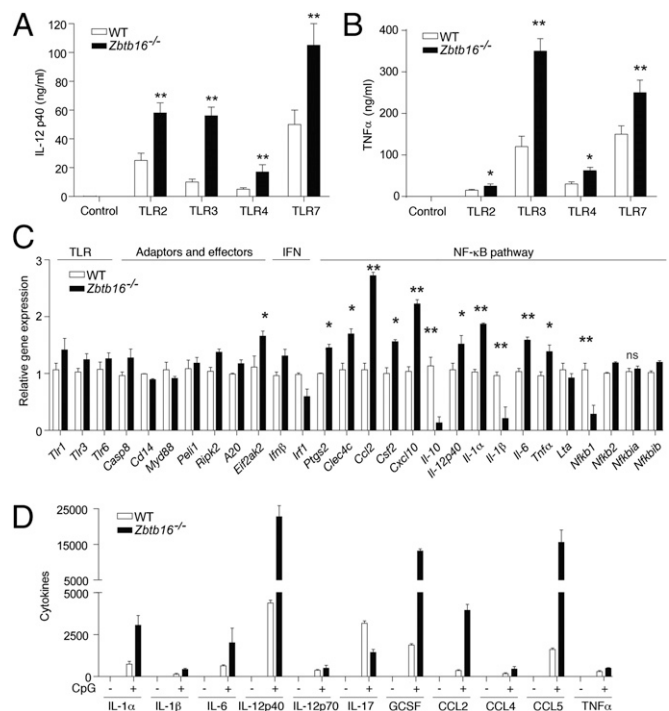 A
WT
Zbtb16-/-
IL-12 p40 (ng/ml)
120
100
80
60
40
20
0
** ** ** **
Control TLR2 TLR3 TLR4 TLR7
B
WT
Zbtb16-/-
TNFα (ng/ml)
400
300
200
100
0
* ** * **
Control TLR2 TLR3 TLR4 TLR7
C
TLR Adaptors and effectors IFN NF-κB pathway
WT
Zbtb16-/-
Relative gene expression
3
2
1
0
* * ** ** * ** ** * ** ** ** * ** ns
Tlr1 Tlr3 Tlr6 Casp8 Cd14 Myd88 Peli1 Ripk2 A20 Eif2ak2 Ifnβ Irf1 Ptgs2 Clec4c Ccl2 Csf2 Cxcl10 Il-10 Il-12p40 Il-1α Il-1β Il-6 Tnfα Lta Nfkb1 Nfkb2 Nfkbia Nfkbib
D
WT
Zbtb16-/-
Cytokines
25000
15000
5000
5000
2500
0
CpG - + - + - + - + - + - + - + - + - + - + - +
IL-1α IL-1β IL-6 IL-12p40 IL-12p70 IL-17 GCSF CCL2 CCL4 CCL5 TNFα